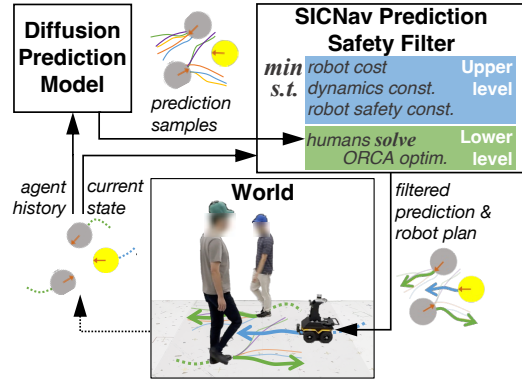 Diffusion
Prediction
Model
prediction
samples
SICNav Prediction
Safety Filter
min robot cost
s.t. dynamics const.
robot safety const.
Upper
level
humans solve
ORCA optim.
Lower
level
agent
history
current
state
World
filtered
prediction &
robot plan